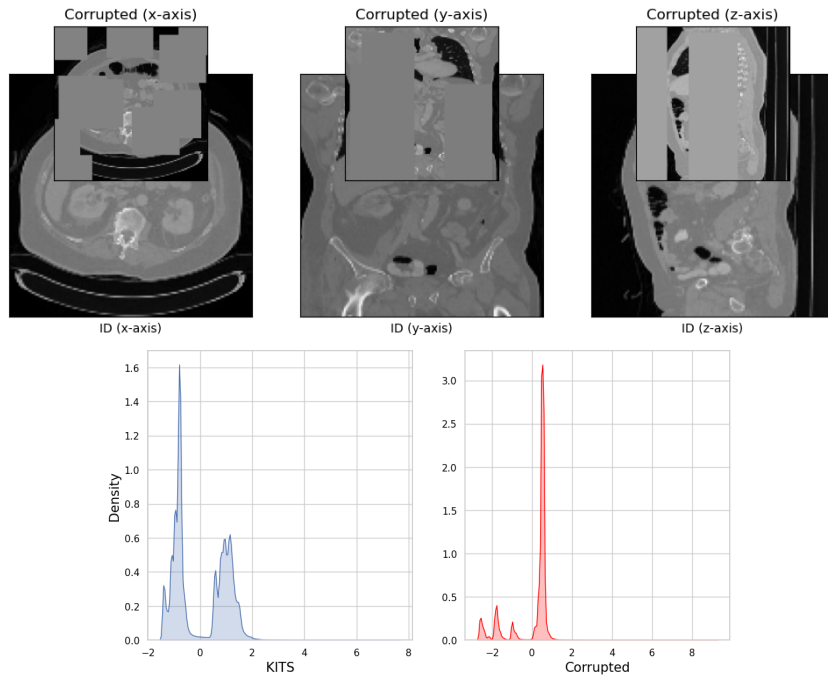 Corrupted (x-axis) Corrupted (y-axis) Corrupted (z-axis)
ID (x-axis) ID (y-axis) ID (z-axis)
Density
1.6
1.4
1.2
1.0
0.8
0.6
0.4
0.2
0.0
−2 0 2 4 6 8
KITS
3.0
2.5
2.0
1.5
1.0
0.5
0.0
−2 0 2 4 6 8
Corrupted